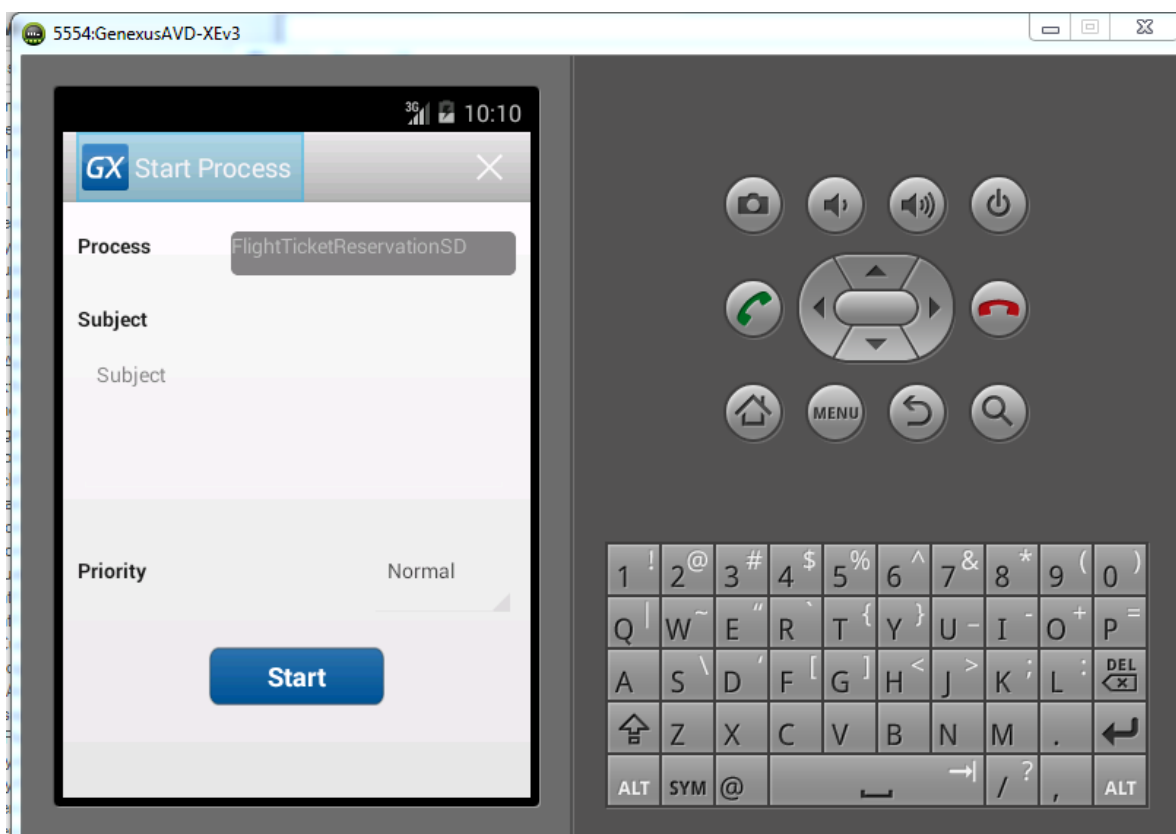 5554:GenexusAVD-XEv3
3G 10:10
GX Start Process
Process FlightTicketReservationSD
Subject
Subject
Priority Normal
Start
MENU
1 ! 2 @ 3 # 4 $ 5 % 6 ^ 7 & 8 * 9 ( 0 )
Q | W ~ E " R ` T { Y } U _ I - O + P =
A S \ D ' F [ G ] H < J > K ; L : DEL
Z X C V B N M .
ALT SYM @ / ? , ALT